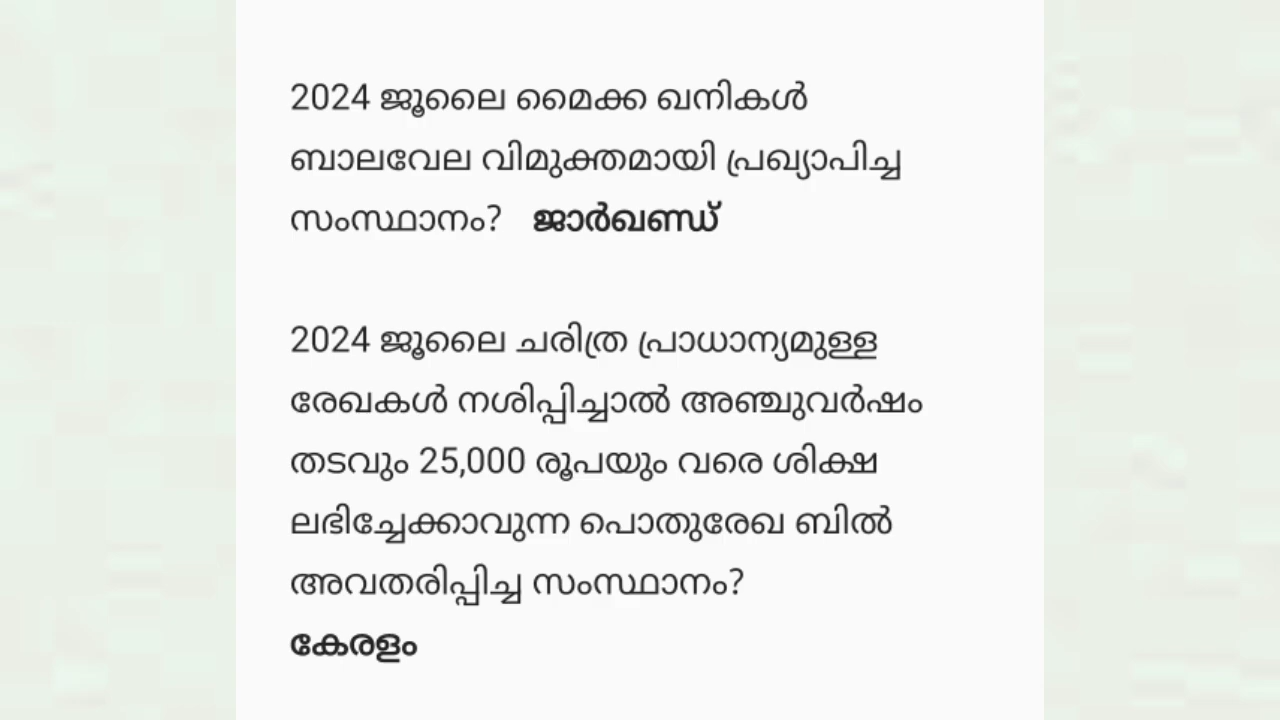 2024 ജൂലൈ മൈക്ക ഖനികൾ
ബാലവേല വിമുക്തമായി പ്രഖ്യാപിച്ച
സംസ്ഥാനം? ജാർഖണ്ഡ്
2024 ജൂലൈ ചരിത്ര പ്രാധാന്യമുള്ള
രേഖകൾ നശിപ്പിച്ചാൽ അഞ്ചുവർഷം
തടവും 25,000 രൂപയും വരെ ശിക്ഷ
ലഭിച്ചേക്കാവുന്ന പൊതുരേഖ ബിൽ
അവതരിപ്പിച്ച സംസ്ഥാനം?
കേരളം